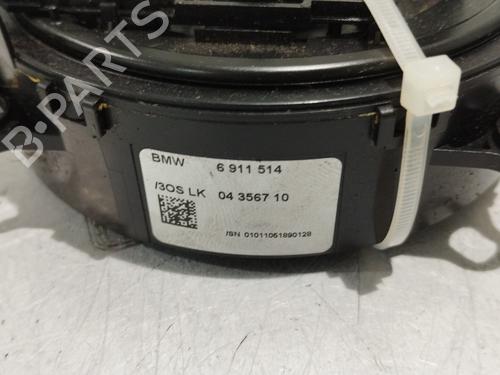 B-PARTS
BMW 6 911 514
/3OS LK 04 3567 10
/SN 01011051890128